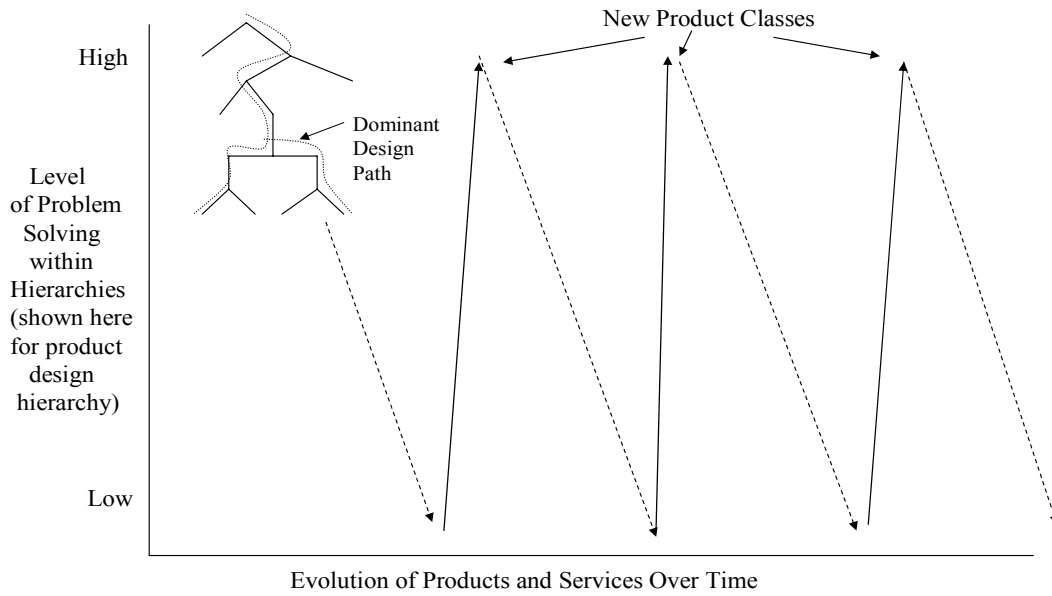 New Product Classes
High
Dominant
Design
Path
Level
of Problem
Solving
within
Hierarchies
(shown here
for product
design
hierarchy)
Low
Evolution of Products and Services Over Time